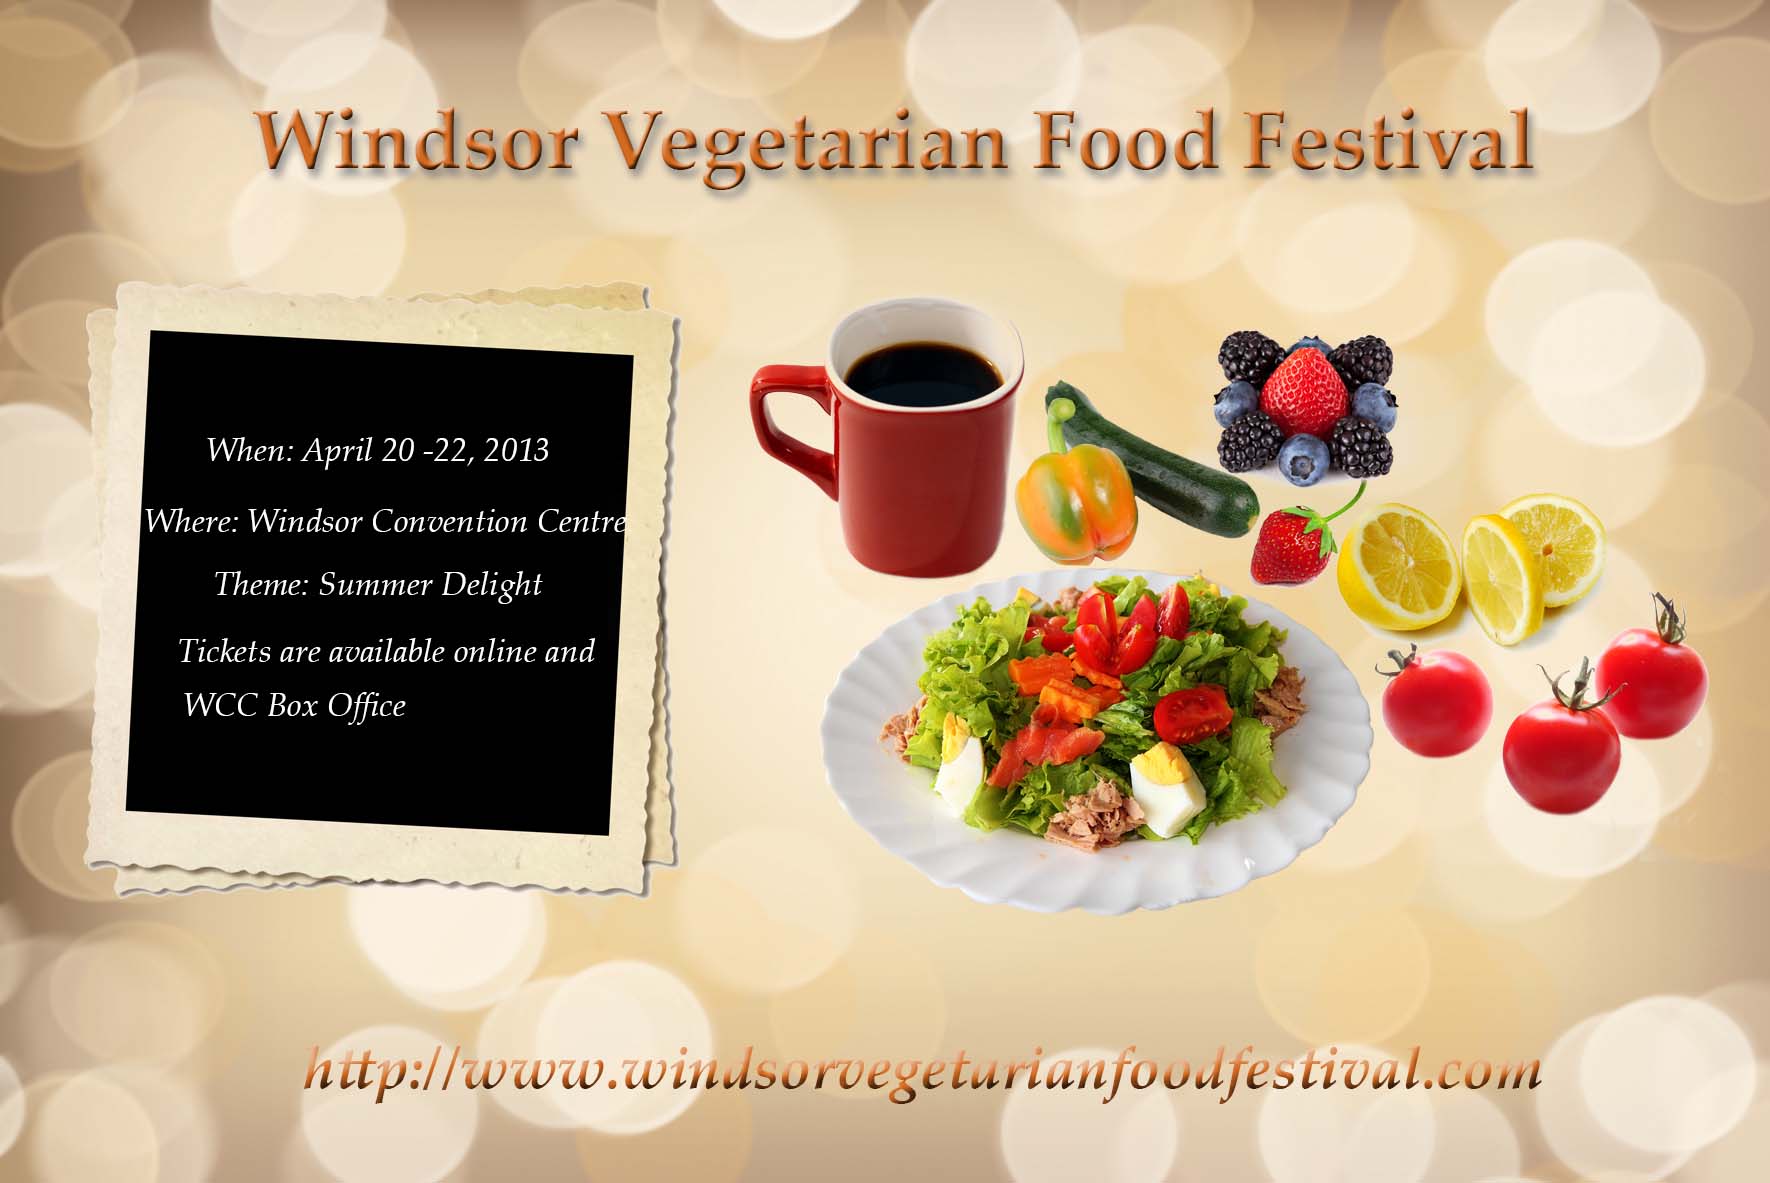 Windsor Vegetarian Food Festival
When: April 20 -22, 2013
Where: Windsor Convention Centre
Theme: Summer Delight
Tickets are available online and
WCC Box Office
http://www.windsorvegeturianfoodfestival.com